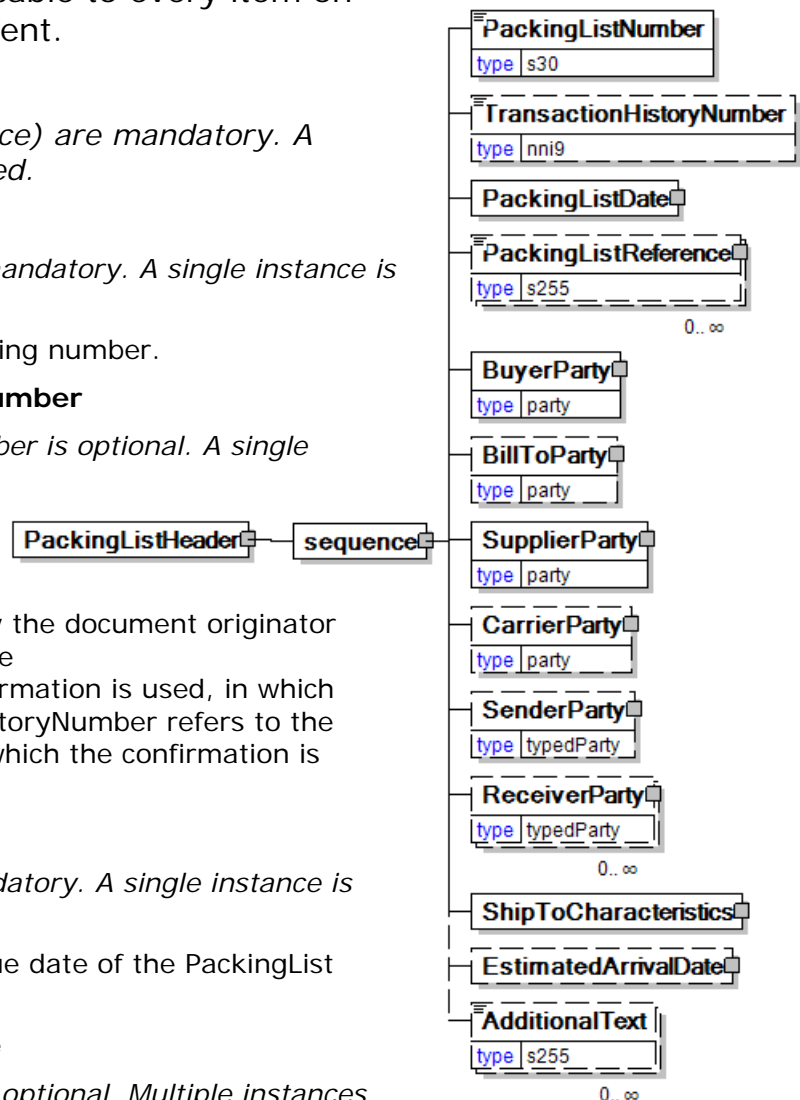 able to every item on
ent.
ce) are mandatory. A
ed.
mandatory. A single instance is
ing number.
umber
ber is optional. A single
the document originator
e
rmation is used, in which
toryNumber refers to the
which the confirmation is
datory. A single instance is
ue date of the PackingList
optional. Multiple instances
PackingListHeader
sequence
PackingListNumber
type s30
TransactionHistoryNumber
type nni9
PackingListDate
PackingListReference
type s255
0.. ∞
BuyerParty
type party
BillToParty
type party
SupplierParty
type party
CarrierParty
type party
SenderParty
type typedParty
ReceiverParty
type typedParty
0.. ∞
ShipToCharacteristics
EstimatedArrivalDate
AdditionalText
type s255
0.. ∞